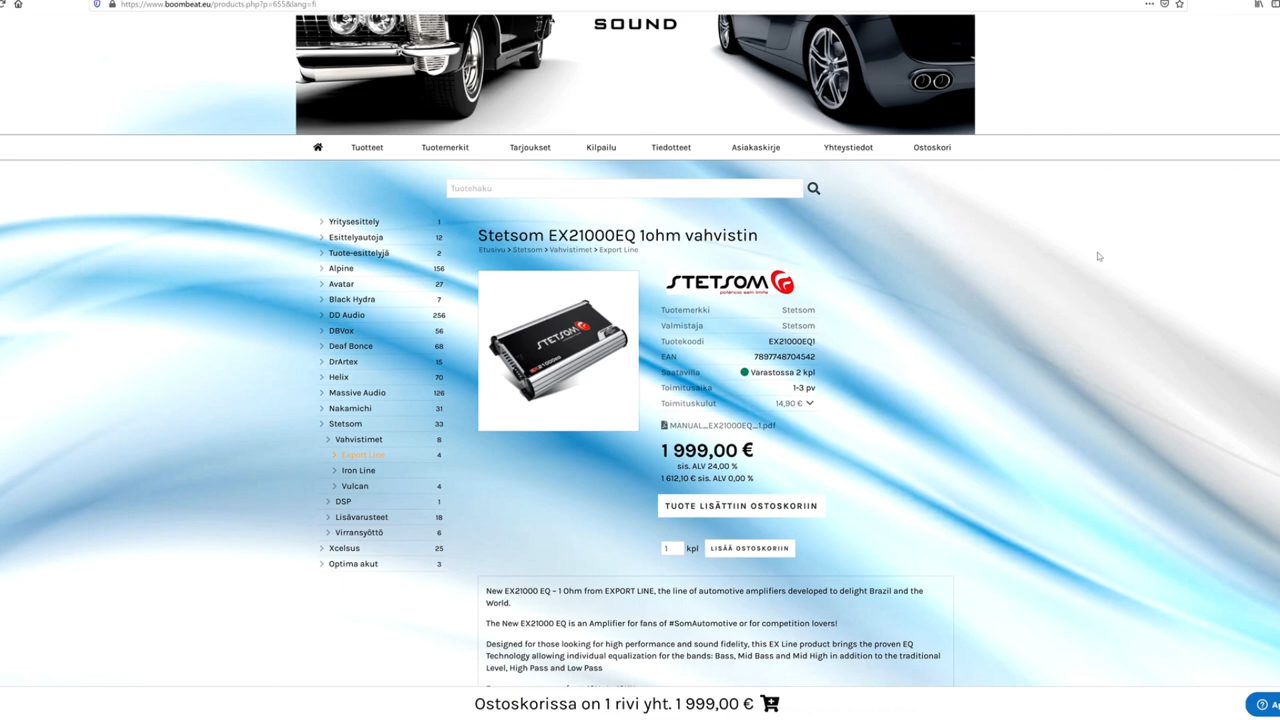 https://www.boombeat.eu/products.php?p=655&lang=fi
SOUND
Tuotteet Tuotemerkit Tarjoukset Kilpailu Tiedotteet Asiakaskirje Yhteystiedot Ostoskori
Tuotehaku
Yritysesittely 1
Esittelyautoja 12
Tuote-esittelyjä 2
Alpine 156
Avatar 27
Black Hydra 7
DD Audio 256
DBVox 56
Deaf Bonce 68
DrArtex 15
Helix 70
Massive Audio 126
Nakamichi 31
Stetsom 33
Vahvistimet 8
Export Line 4
Iron Line
Vulcan 4
DSP 1
Lisävarusteet 18
Virransyöttö 6
Xcelsus 25
Optima akut 3
Stetsom EX21000EQ 1ohm vahvistin
Etusivu > Stetsom > Vahvistimet > Export Line
STETSOM
STETSOM
Tuotemerkki Stetsom
Valmistaja Stetsom
Tuotekoodi EX21000EQ1
EAN 7897748704542
Saatavilla Varastossa 2 kpl
Toimitusaika 1-3 pv
Toimituskulut 14,90 €
MANUAL_EX21000EQ_1.pdf
1 999,00 €
sis. ALV 24,00 %
1 612,10 € sis. ALV 0,00 %
TUOTE LISÄTTIIN OSTOSKORIIN
1 kpl LISÄÄ OSTOSKORIIN
New EX21000 EQ – 1 Ohm from EXPORT LINE, the line of automotive amplifiers developed to delight Brazil and the
World.
The New EX21000 EQ is an Amplifier for fans of #SomAutomotive or for competition lovers!
Designed for those looking for high performance and sound fidelity, this EX Line product brings the proven EQ
Technology allowing individual equalization for the bands: Bass, Mid Bass and Mid High in addition to the traditional
Level, High Pass and Low Pass
Ostoskorissa on 1 rivi yht. 1 999,00 €